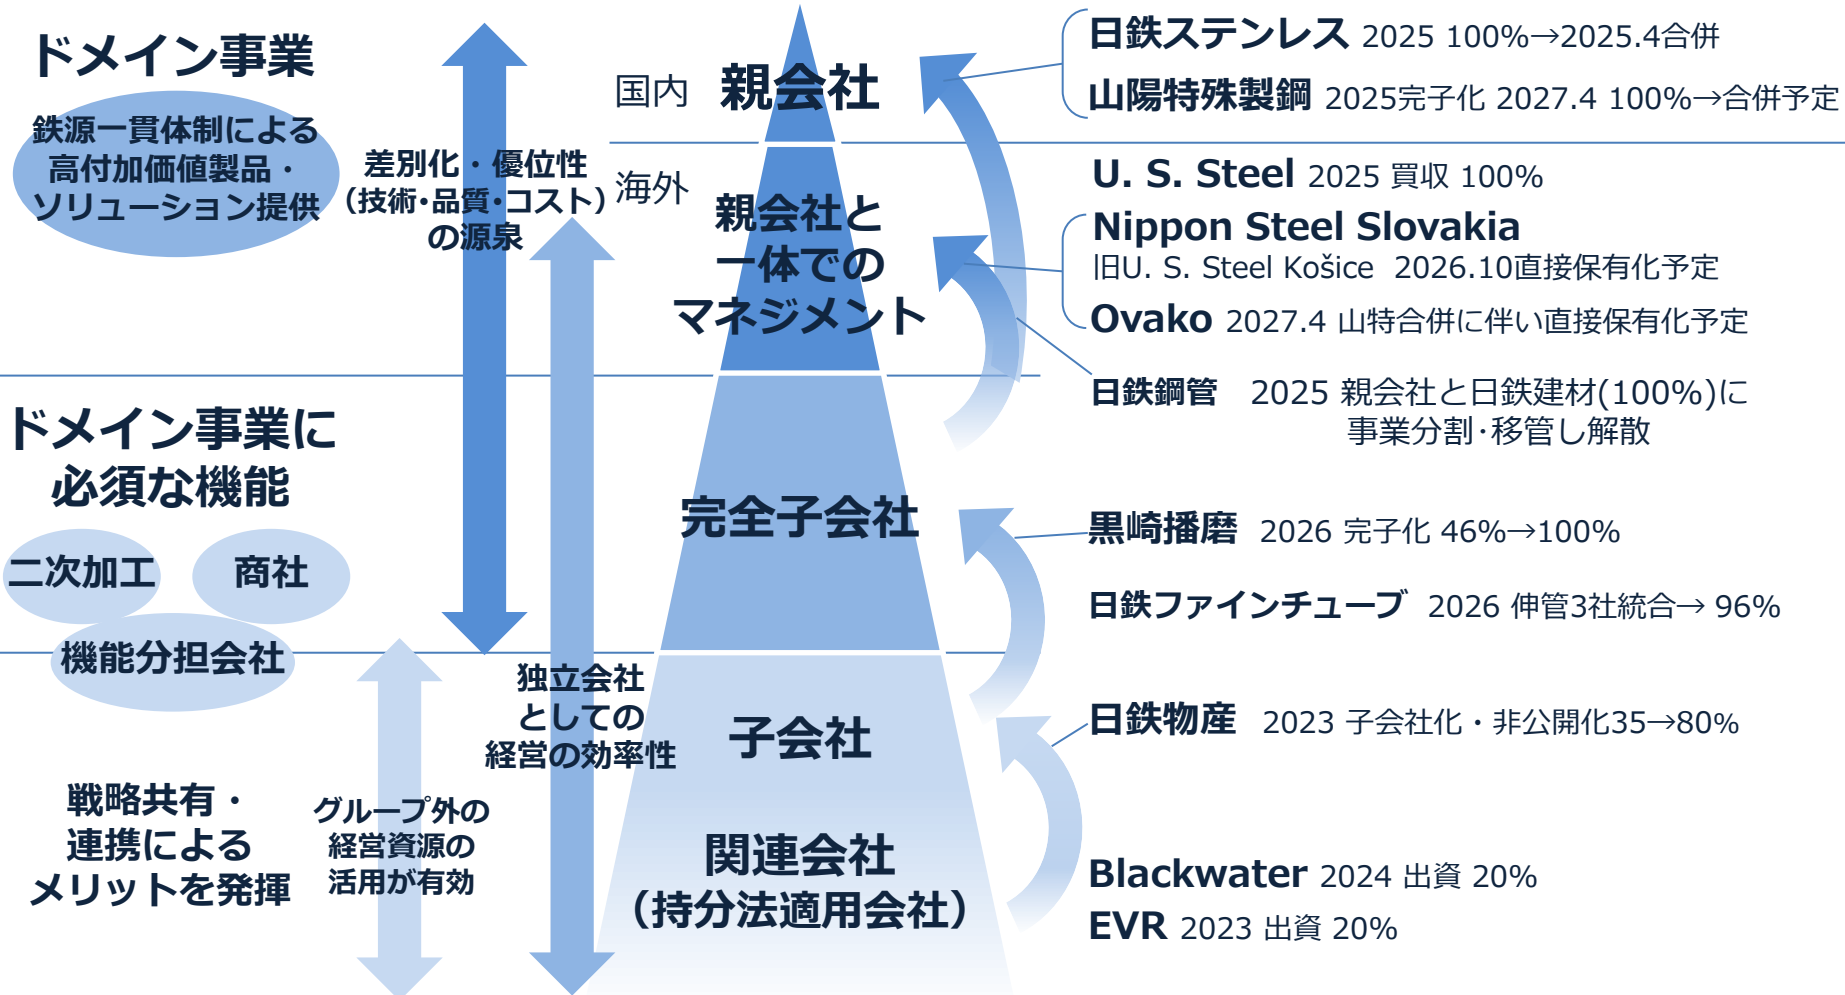 ドメイン事業
鉄源一貫体制による
高付加価値製品・
ソリューション提供
差別化・優位性
（技術・品質・コスト）
の源泉
国内
海外
親会社
親会社と
一体での
マネジメント
日鉄ステンレス 2025 100%→2025.4合併
山陽特殊製鋼 2025完子化 2027.4 100%→合併予定
U. S. Steel 2025 買収 100%
Nippon Steel Slovakia
旧U. S. Steel Košice 2026.10直接保有化予定
Ovako 2027.4 山特合併に伴い直接保有化予定
日鉄鋼管 2025 親会社と日鉄建材(100%)に
事業分割・移管し解散
ドメイン事業に
必須な機能
二次加工
商社
機能分担会社
完全子会社
黒崎播磨 2026 完子化 46%→100%
日鉄ファインチューブ 2026 伸管3社統合→ 96%
独立会社
としての
経営の効率性
子会社
日鉄物産 2023 子会社化・非公開化35→80%
戦略共有・
連携による
メリットを発揮
グループ外の
経営資源の
活用が有効
関連会社
（持分法適用会社）
Blackwater 2024 出資 20%
EVR 2023 出資 20%